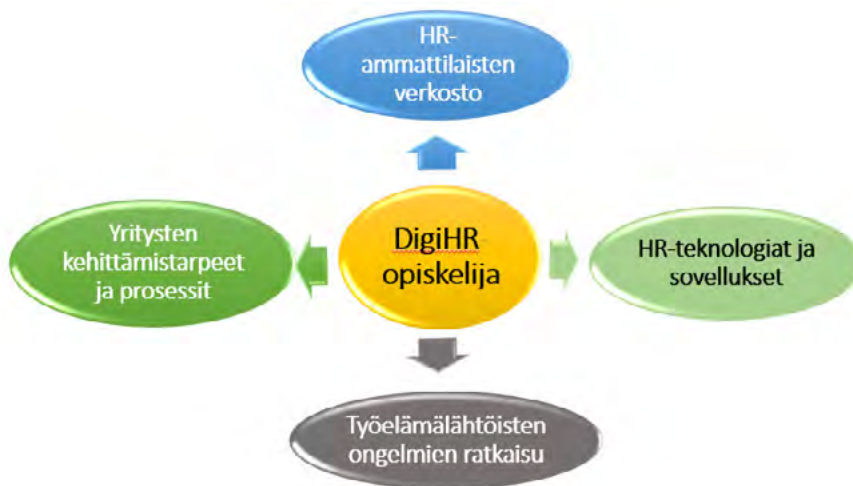 HR-
ammattilaisten
verkosto
Yritysten
kehittämistarpeet
ja prosessit
DigiHR
opiskelija
HR-teknologiat ja
sovellukset
Työelämälähtöisten
ongelmien ratkaisu